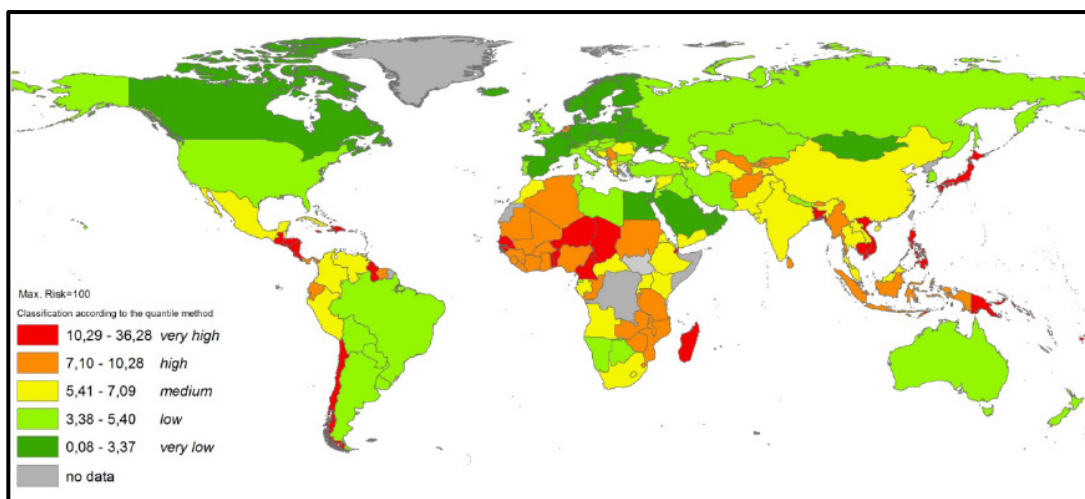 Max. Risk=100
Classification according to the quantile method
10,29 - 36,28 very high
7,10 - 10,28 high
5,41 - 7,09 medium
3,38 - 5,40 low
0,08 - 3,37 very low
no data